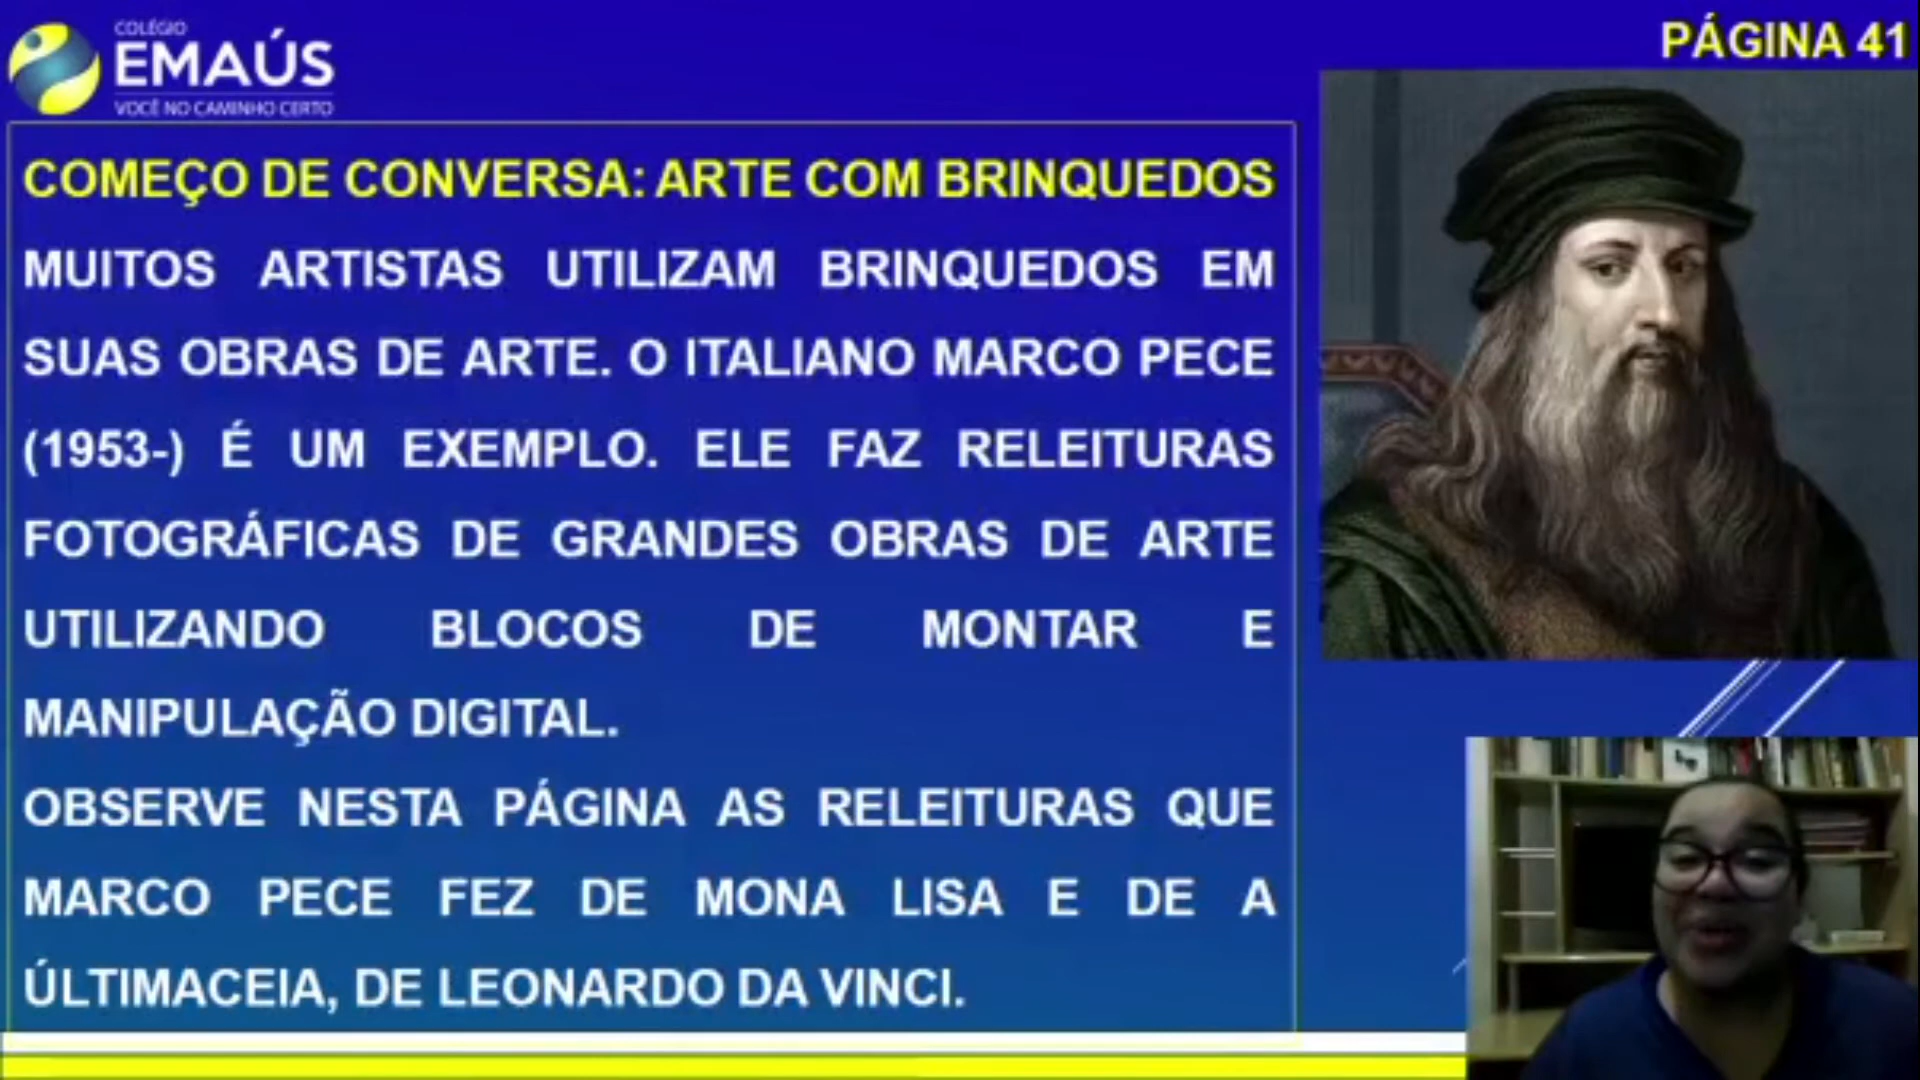 COLÉGIO
EMAÚS
VOCÊ NO CAMINHO CERTO
PÁGINA 41
COMEÇO DE CONVERSA: ARTE COM BRINQUEDOS
MUITOS ARTISTAS UTILIZAM BRINQUEDOS EM
SUAS OBRAS DE ARTE. O ITALIANO MARCO PECE
(1953-) É UM EXEMPLO. ELE FAZ RELEITURAS
FOTOGRÁFICAS DE GRANDES OBRAS DE ARTE
UTILIZANDO BLOCOS DE MONTAR E
MANIPULAÇÃO DIGITAL.
OBSERVE NESTA PÁGINA AS RELEITURAS QUE
MARCO PECE FEZ DE MONA LISA E DE A
ÚLTIMACEIA, DE LEONARDO DA VINCI.